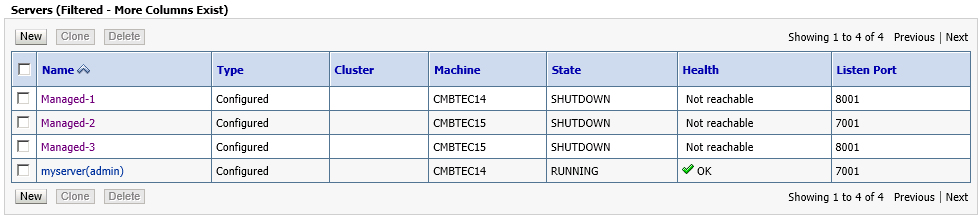 Servers (Filtered - More Columns Exist)
New Clone Delete Showing 1 to 4 of 4 Previous | Next
Name Type Cluster Machine State Health Listen Port
Managed-1 Configured CMBTEC14 SHUTDOWN Not reachable 8001
Managed-2 Configured CMBTEC15 SHUTDOWN Not reachable 7001
Managed-3 Configured CMBTEC15 SHUTDOWN Not reachable 8001
myserver(admin) Configured CMBTEC14 RUNNING OK 7001
New Clone Delete Showing 1 to 4 of 4 Previous | Next